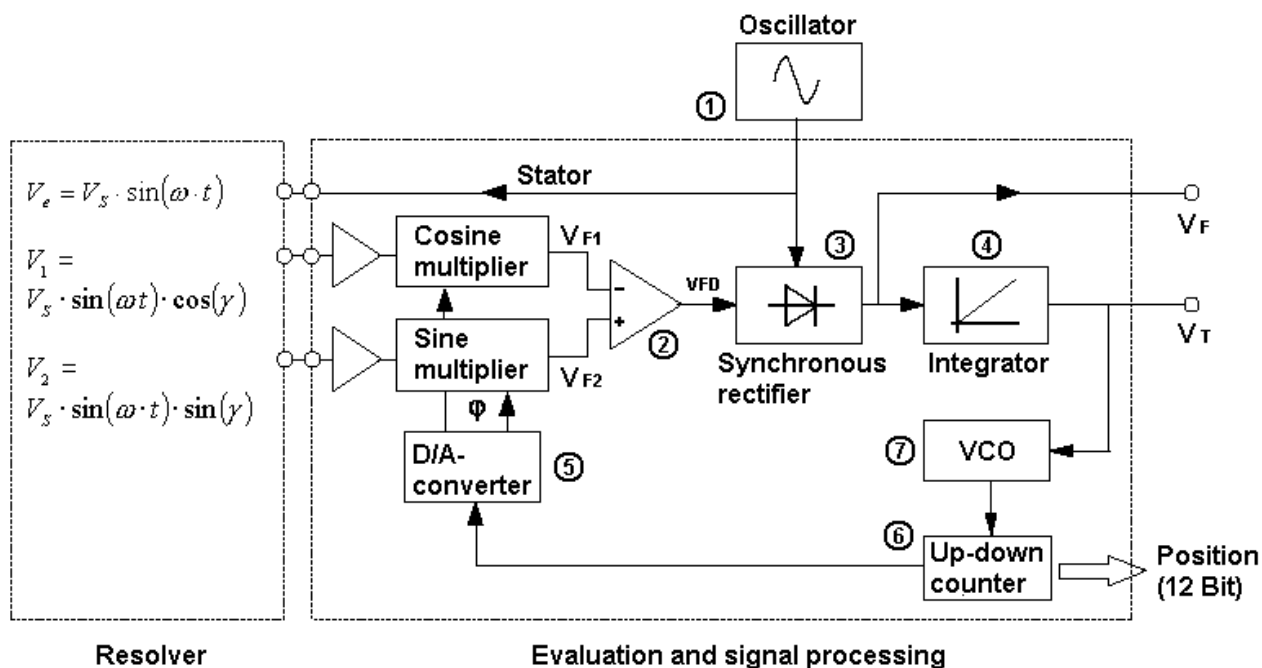 Oscillator
①
V_e = V_S · sin(ω · t)
Stator
V_F
V_1 =
V_S · sin(ωt) · cos(γ)
Cosine
multiplier
V_F1
−
VFD
③
④
V_2 =
V_S · sin(ω · t) · sin(γ)
Sine
multiplier
V_F2
+
②
Synchronous
rectifier
Integrator
V_T
φ
D/A-
converter
⑤
⑦
VCO
⑥
Up-down
counter
Position
(12 Bit)
Resolver
Evaluation and signal processing